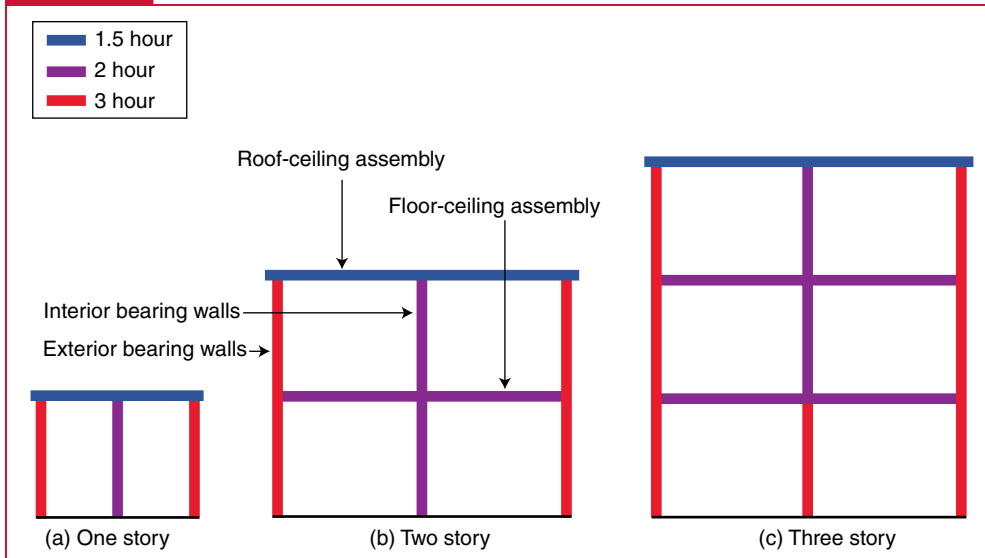 1.5 hour
2 hour
3 hour
Roof-ceiling assembly
Floor-ceiling assembly
Interior bearing walls
Exterior bearing walls
(a) One story
(b) Two story
(c) Three story